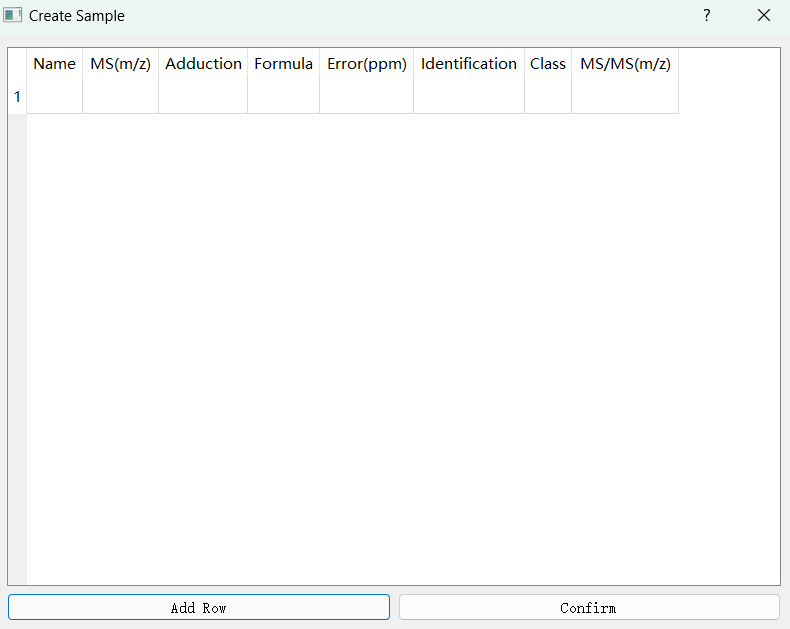 Create Sample
?
Name MS(m/z) Adduction Formula Error(ppm) Identification Class MS/MS(m/z)
1
Add Row Confirm